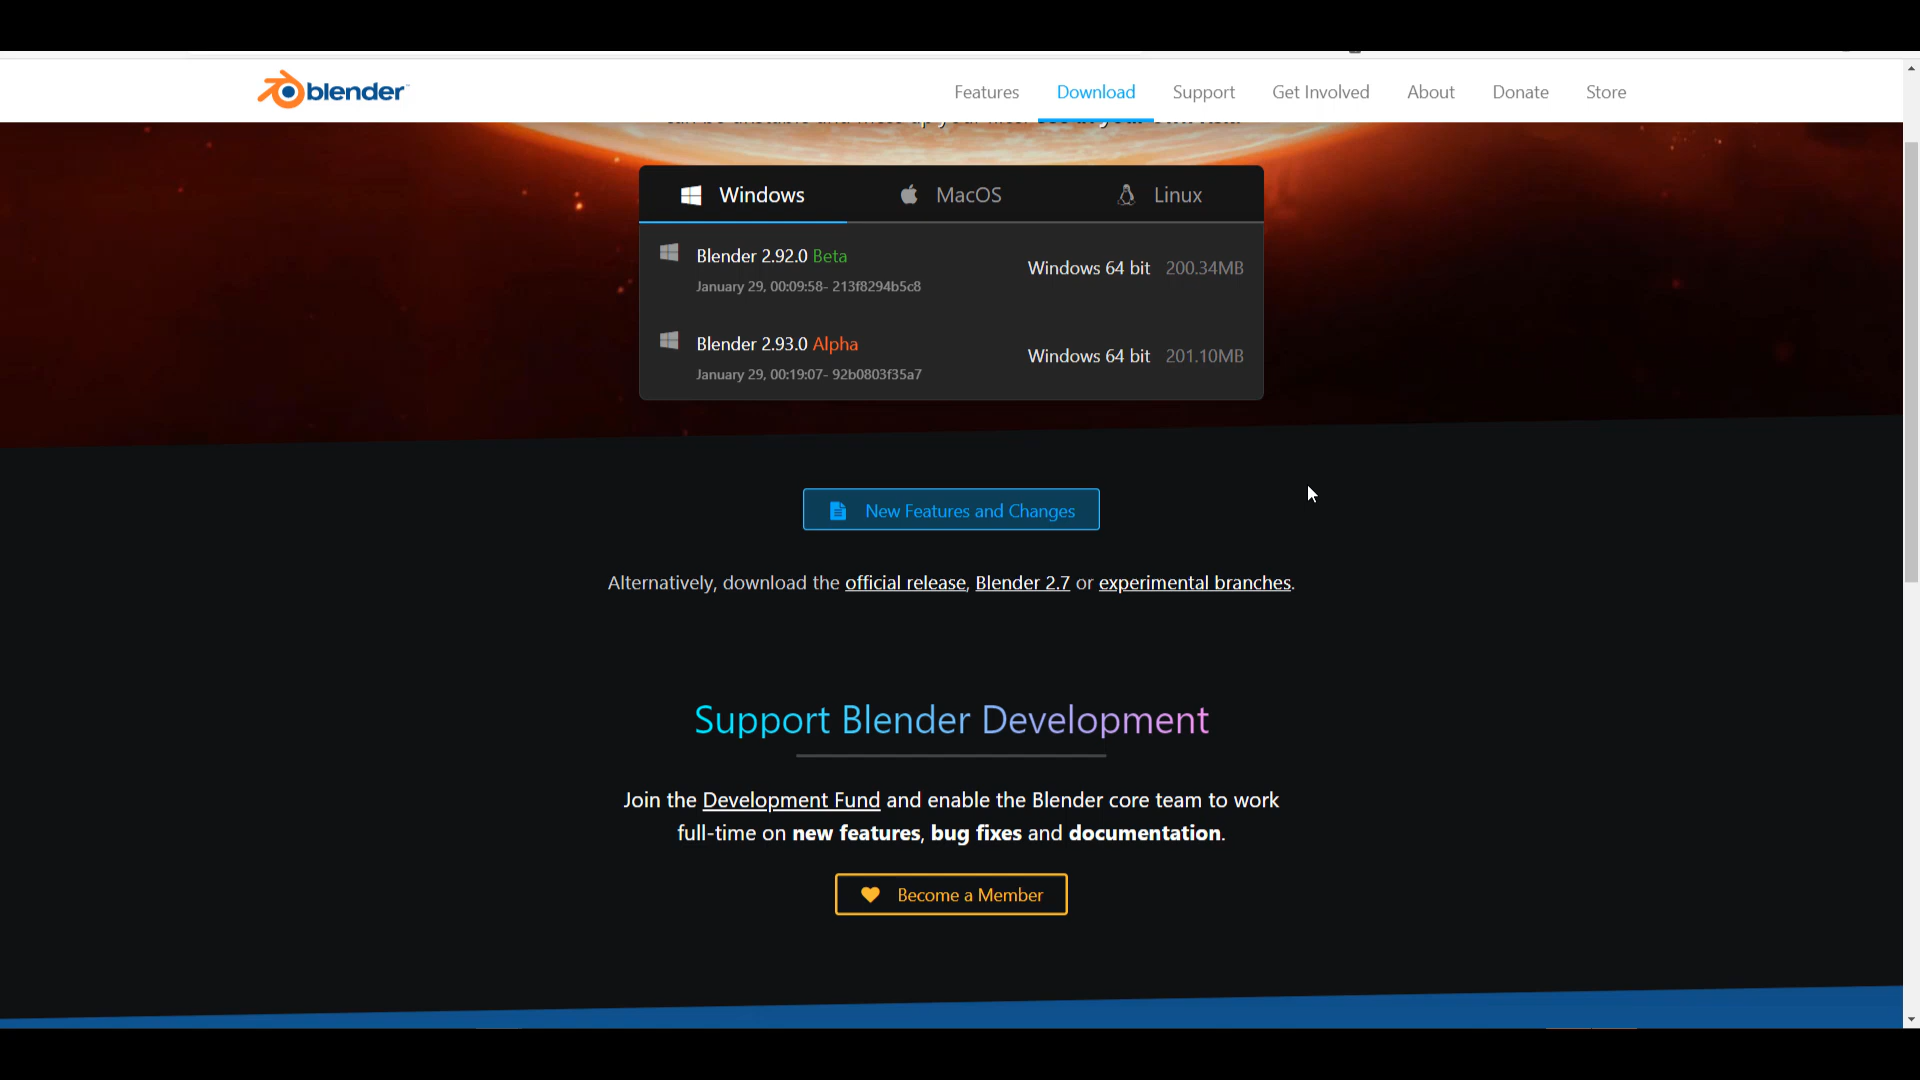 blender
Features Download Support Get Involved About Donate Store
Windows MacOS Linux
Blender 2.92.0 Beta
Windows 64 bit 200.34MB
January 29, 00:09:58- 213f8294b5c8
Blender 2.93.0 Alpha
Windows 64 bit 201.10MB
January 29, 00:19:07- 92b0803f35a7
New Features and Changes
Alternatively, download the official release, Blender 2.7 or experimental branches.
Support Blender Development
Join the Development Fund and enable the Blender core team to work
full-time on new features, bug fixes and documentation.
Become a Member